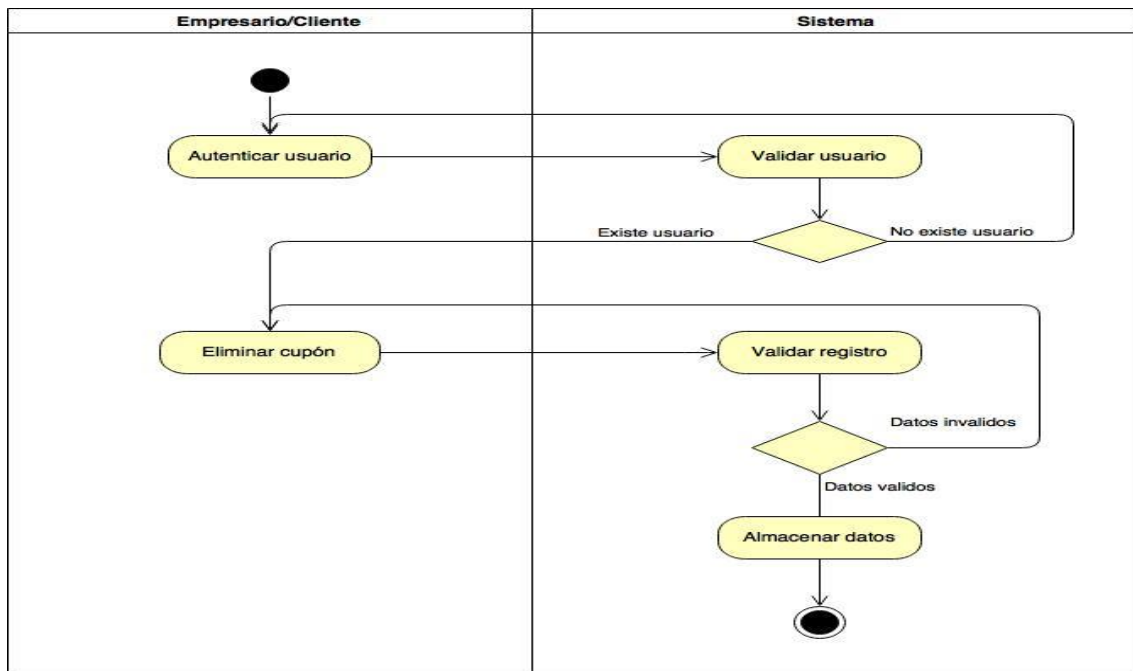 Empresario/Cliente
Sistema
Autenticar usuario
Validar usuario
Existe usuario
No existe usuario
Eliminar cupón
Validar registro
Datos invalidos
Datos validos
Almacenar datos